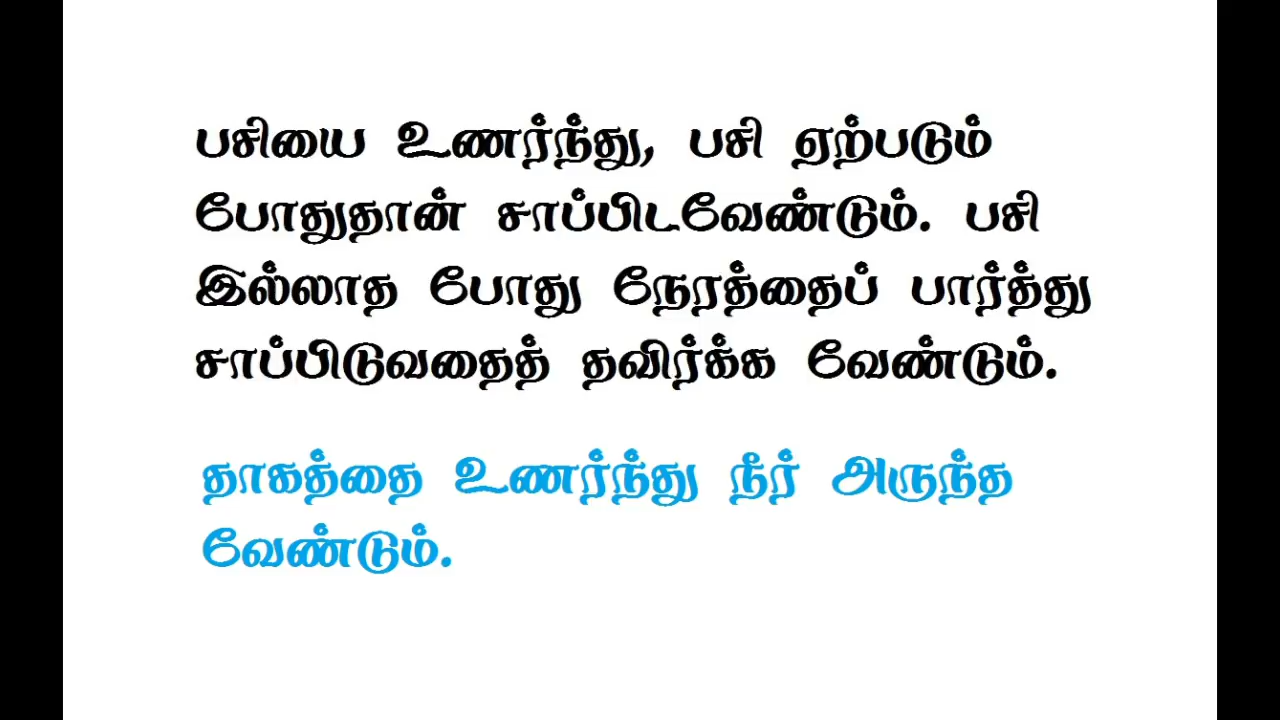 பசியை உணர்ந்து, பசி ஏற்படும்
போதுதான் சாப்பிடவேண்டும். பசி
இல்லாத போது நேரத்தைப் பார்த்து
சாப்பிடுவதைத் தவிர்க்க வேண்டும்.
தாகத்தை உணர்ந்து நீர் அருந்த
வேண்டும்.